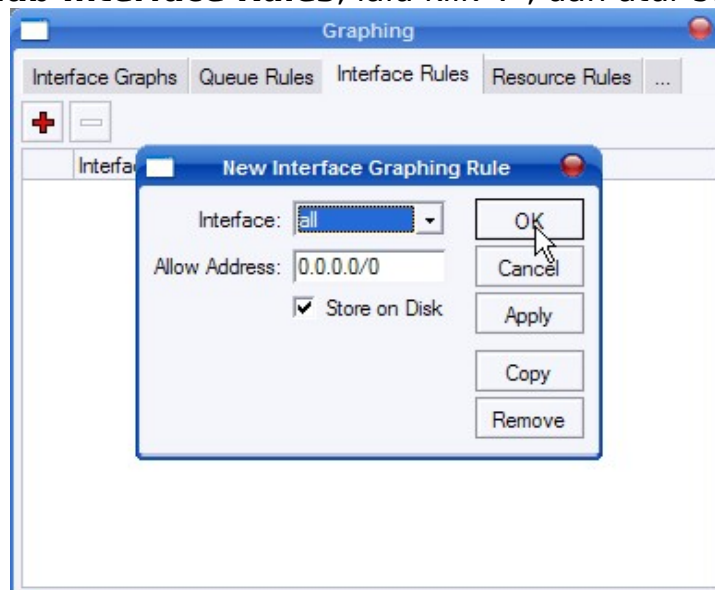 Graphing
Interface Graphs Queue Rules Interface Rules Resource Rules ...
New Interface Graphing Rule
Interface: all
OK
Allow Address: 0.0.0.0/0
Cancel
Store on Disk
Apply
Copy
Remove